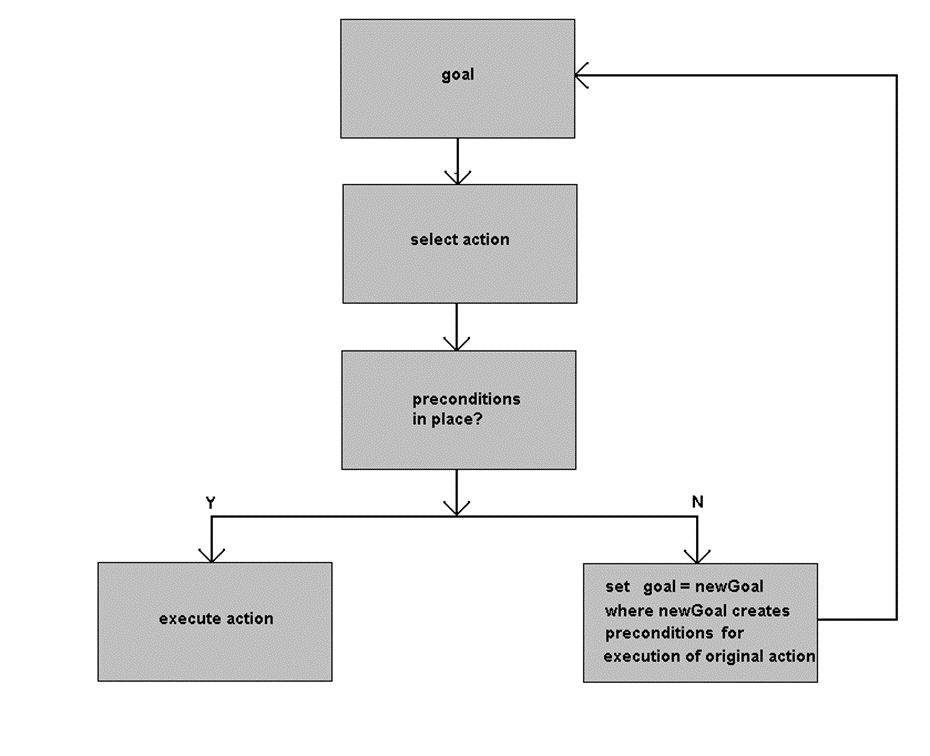 goal
select action
preconditions
in place?
Y
N
execute action
set goal = newGoal
where newGoal creates
preconditions for
execution of original action